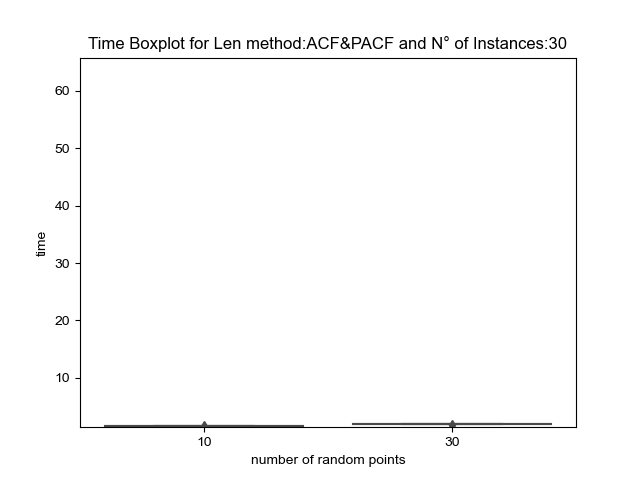 Time Boxplot for Len method:ACF&PACF and N° of Instances:30
60
50
40
30
20
10
time
10 30
number of random points